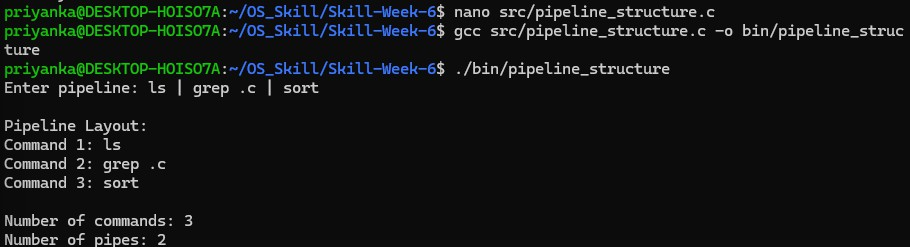 priyanka@DESKTOP-HOISO7A:~/OS_Skill/Skill-Week-6$ nano src/pipeline_structure.c
priyanka@DESKTOP-HOISO7A:~/OS_Skill/Skill-Week-6$ gcc src/pipeline_structure.c -o bin/pipeline_struc
ture
priyanka@DESKTOP-HOISO7A:~/OS_Skill/Skill-Week-6$ ./bin/pipeline_structure
Enter pipeline: ls | grep .c | sort

Pipeline Layout:
Command 1: ls
Command 2: grep .c
Command 3: sort

Number of commands: 3
Number of pipes: 2